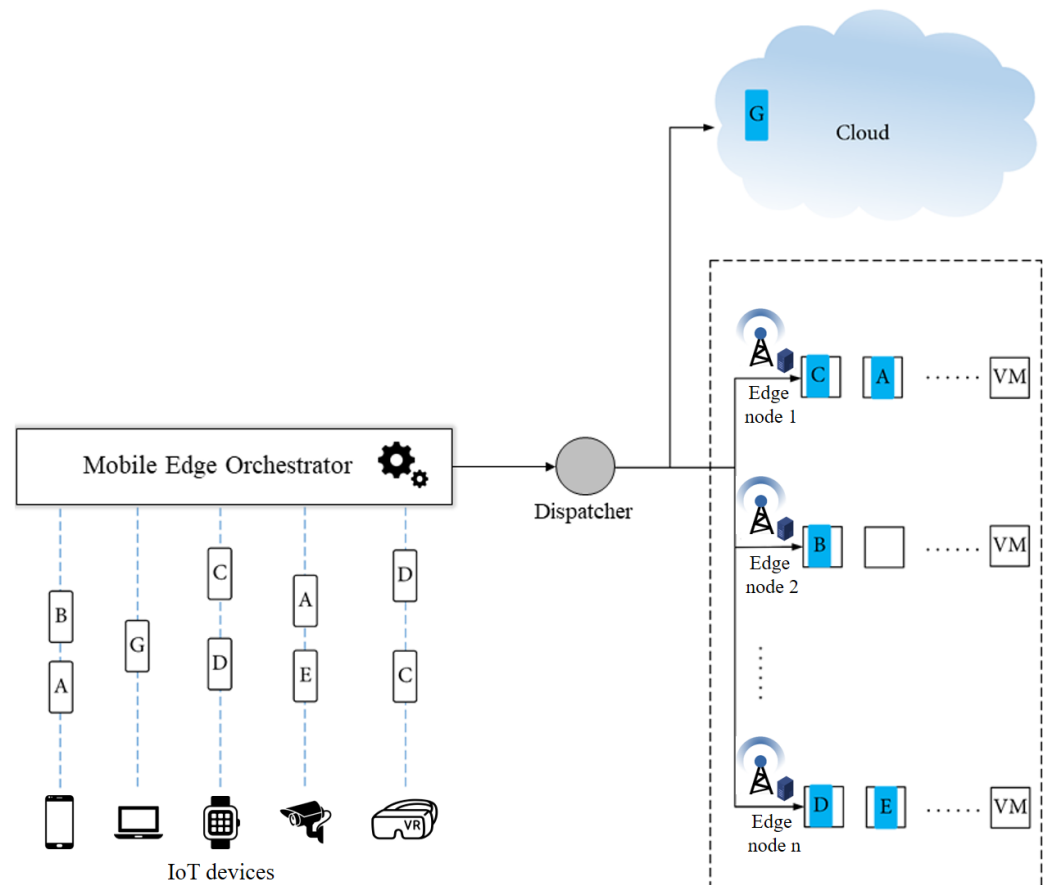 G
Cloud
C
A
...... VM
Edge
node 1
Mobile Edge Orchestrator
Dispatcher
B
...... VM
Edge
node 2
C
D
A
D
B
G
D
E
C
A
D
E
...... VM
Edge
node n
VR
IoT devices